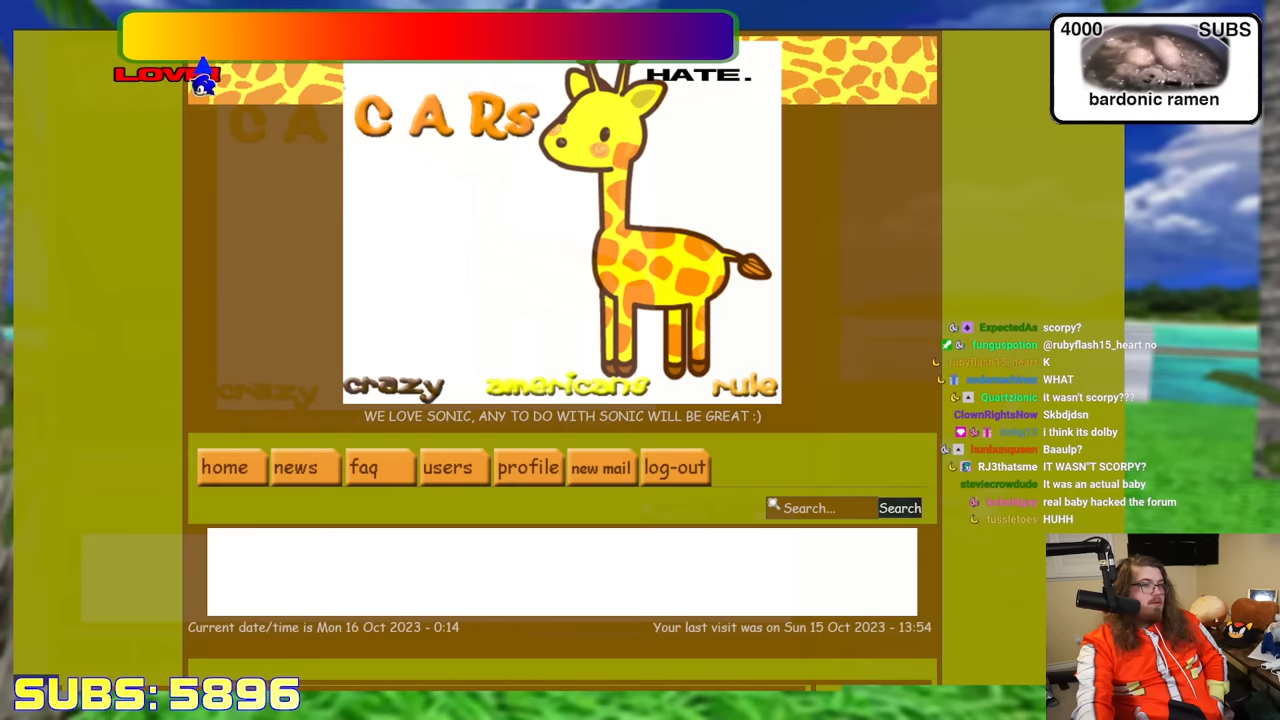 LOVE
HATE.
4000 SUBS
bardonic ramen
C A Rs
crazy americans rule
WE LOVE SONIC, ANY TO DO WITH SONIC WILL BE GREAT :)
home news faq users profile new mail log-out
Search... Search
Current date/time is Mon 16 Oct 2023 - 0:14
Your last visit was on Sun 15 Oct 2023 - 13:54
ExpectedAs scorpy?
funguspotion @rubyflash15_heart no
rubyflash15_heart K
WHAT
Quartzionic it wasn't scorpy???
ClownRightsNow Skbdjdsn
i think its dolby
hunbunqueen Baaulp?
RJ3thatsme IT WASN"T SCORPY?
steviecrowdude It was an actual baby
real baby hacked the forum
tussletoes HUHH
SUBS: 5896